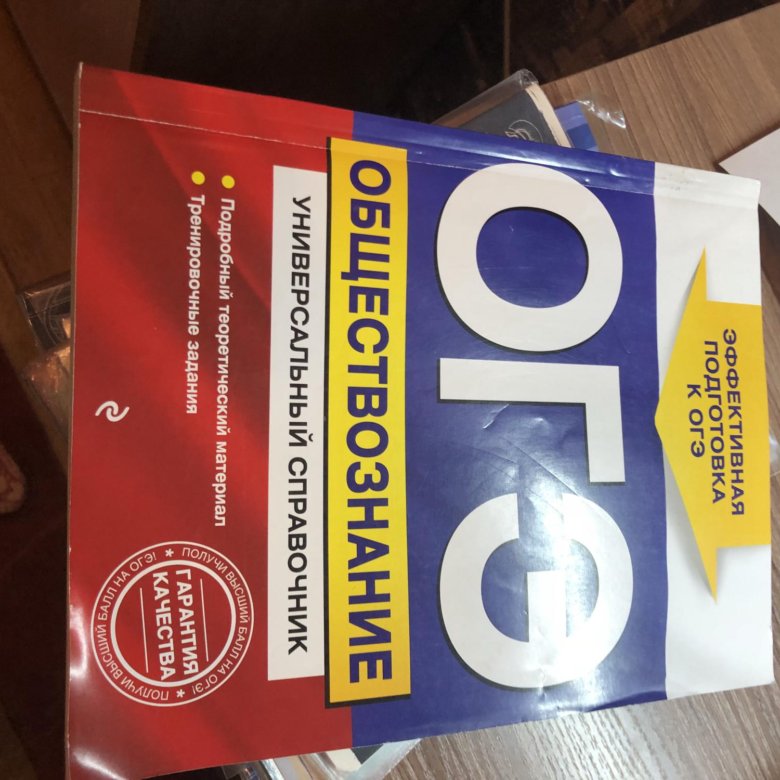 ЭФФЕКТИВНАЯ
ПОДГОТОВКА
К ОГЭ
ОГЭ
ОБЩЕСТВОЗНАНИЕ
УНИВЕРСАЛЬНЫЙ СПРАВОЧНИК
Подробный теоретический материал
Тренировочные задания
ПОЛУЧИ ВЫСШИЙ БАЛЛ НА ОГЭ!
ГАРАНТИЯ
КАЧЕСТВА
ПОЛУЧИ ВЫСШИЙ БАЛЛ НА ОГЭ!